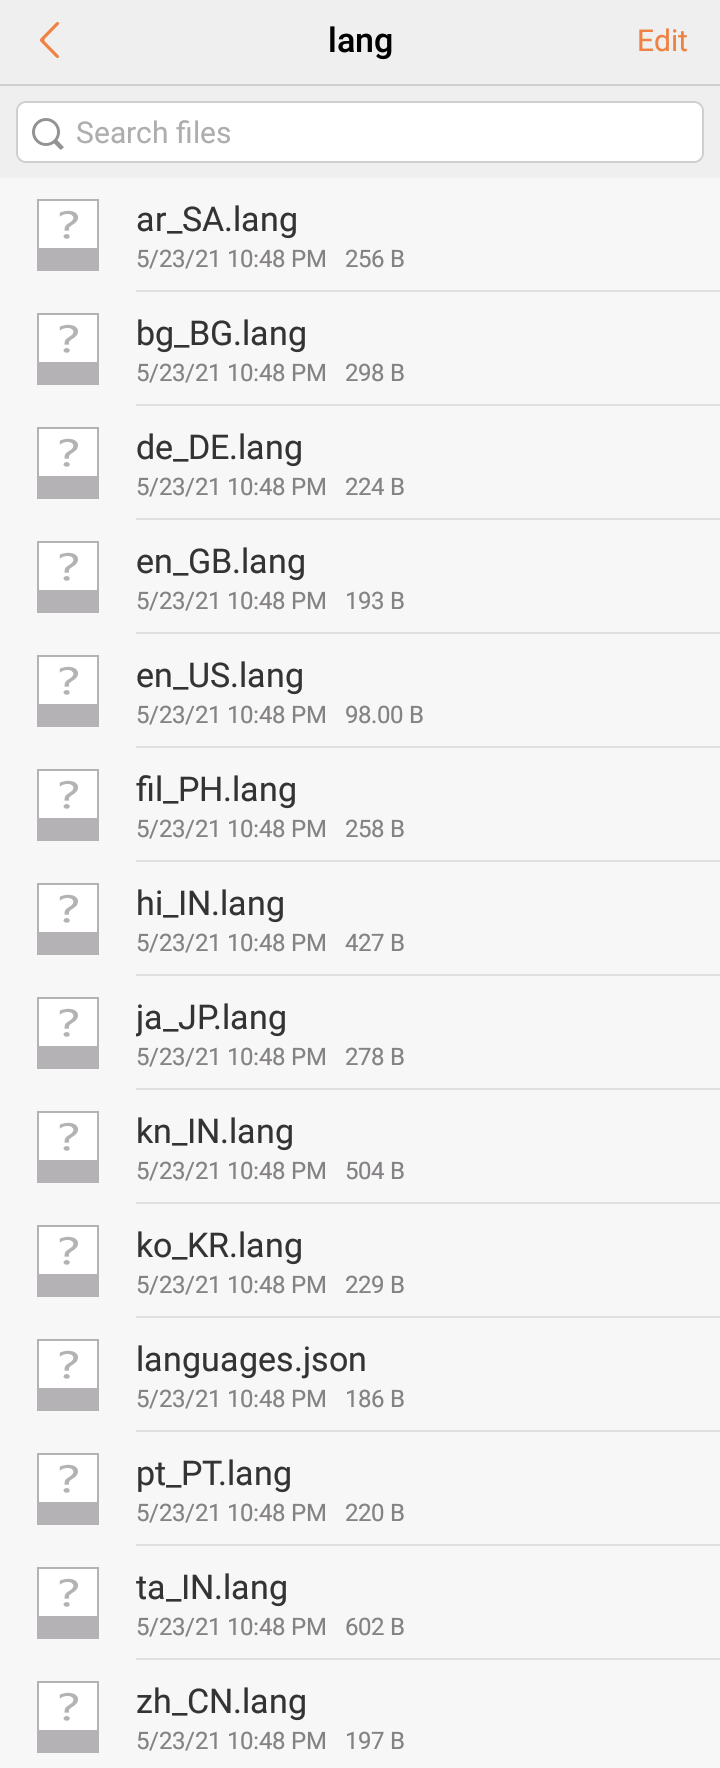 lang
Edit
Search files
ar_SA.lang
5/23/21 10:48 PM 256 B
bg_BG.lang
5/23/21 10:48 PM 298 B
de_DE.lang
5/23/21 10:48 PM 224 B
en_GB.lang
5/23/21 10:48 PM 193 B
en_US.lang
5/23/21 10:48 PM 98.00 B
fil_PH.lang
5/23/21 10:48 PM 258 B
hi_IN.lang
5/23/21 10:48 PM 427 B
ja_JP.lang
5/23/21 10:48 PM 278 B
kn_IN.lang
5/23/21 10:48 PM 504 B
ko_KR.lang
5/23/21 10:48 PM 229 B
languages.json
5/23/21 10:48 PM 186 B
pt_PT.lang
5/23/21 10:48 PM 220 B
ta_IN.lang
5/23/21 10:48 PM 602 B
zh_CN.lang
5/23/21 10:48 PM 197 B